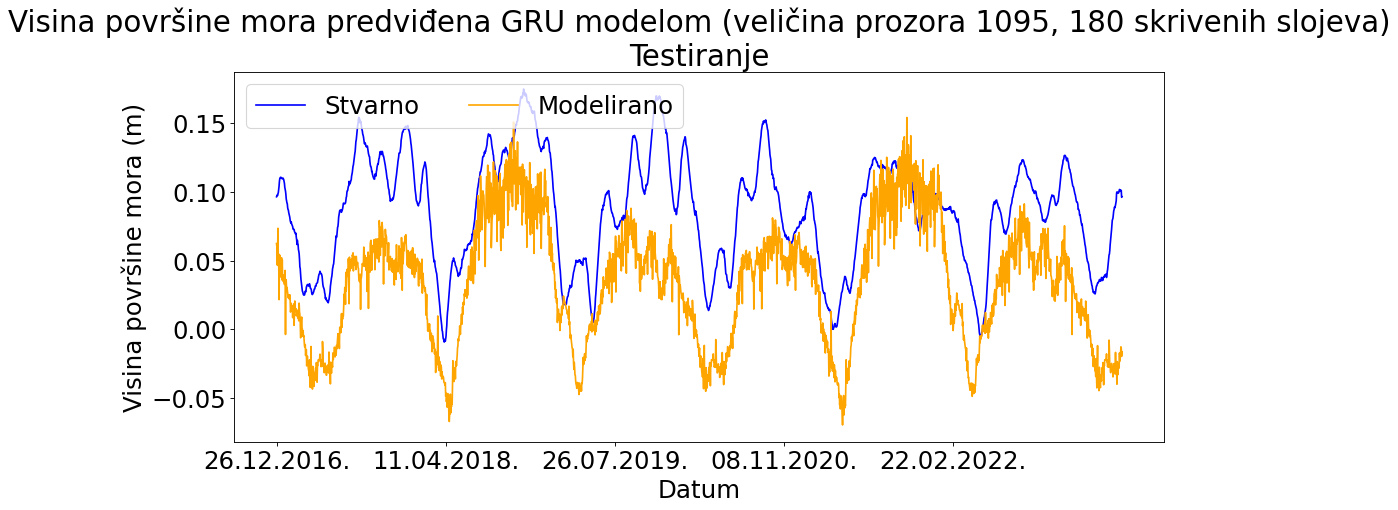 Visina površine mora predviđena GRU modelom (veličina prozora 1095, 180 skrivenih slojeva)
Testiranje
Stvarno
Modelirano
Visina površine mora (m)
0.15
0.10
0.05
0.00
−0.05
26.12.2016.
11.04.2018.
26.07.2019.
08.11.2020.
22.02.2022.
Datum